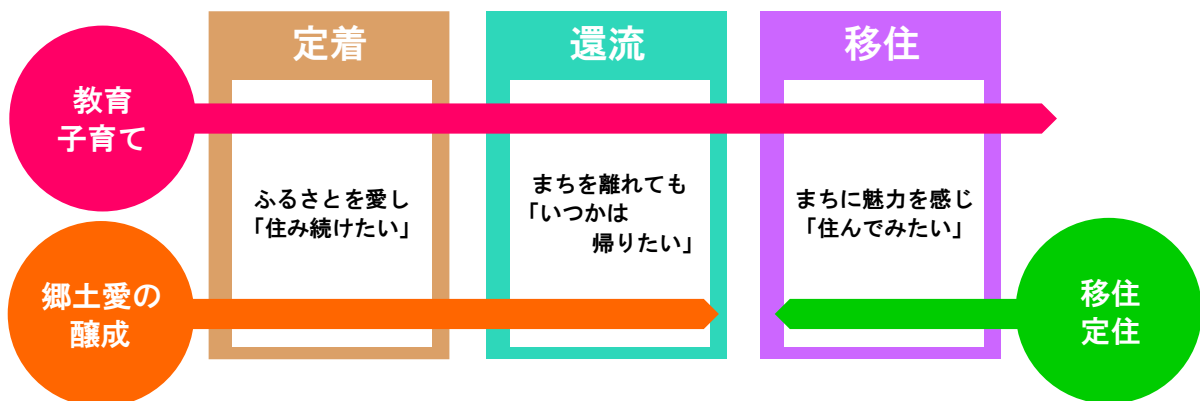 定着
還流
移住
教育
子育て
ふるさとを愛し
「住み続けたい」
まちを離れても
「いつかは
帰りたい」
まちに魅力を感じ
「住んでみたい」
郷土愛の
醸成
移住
定住